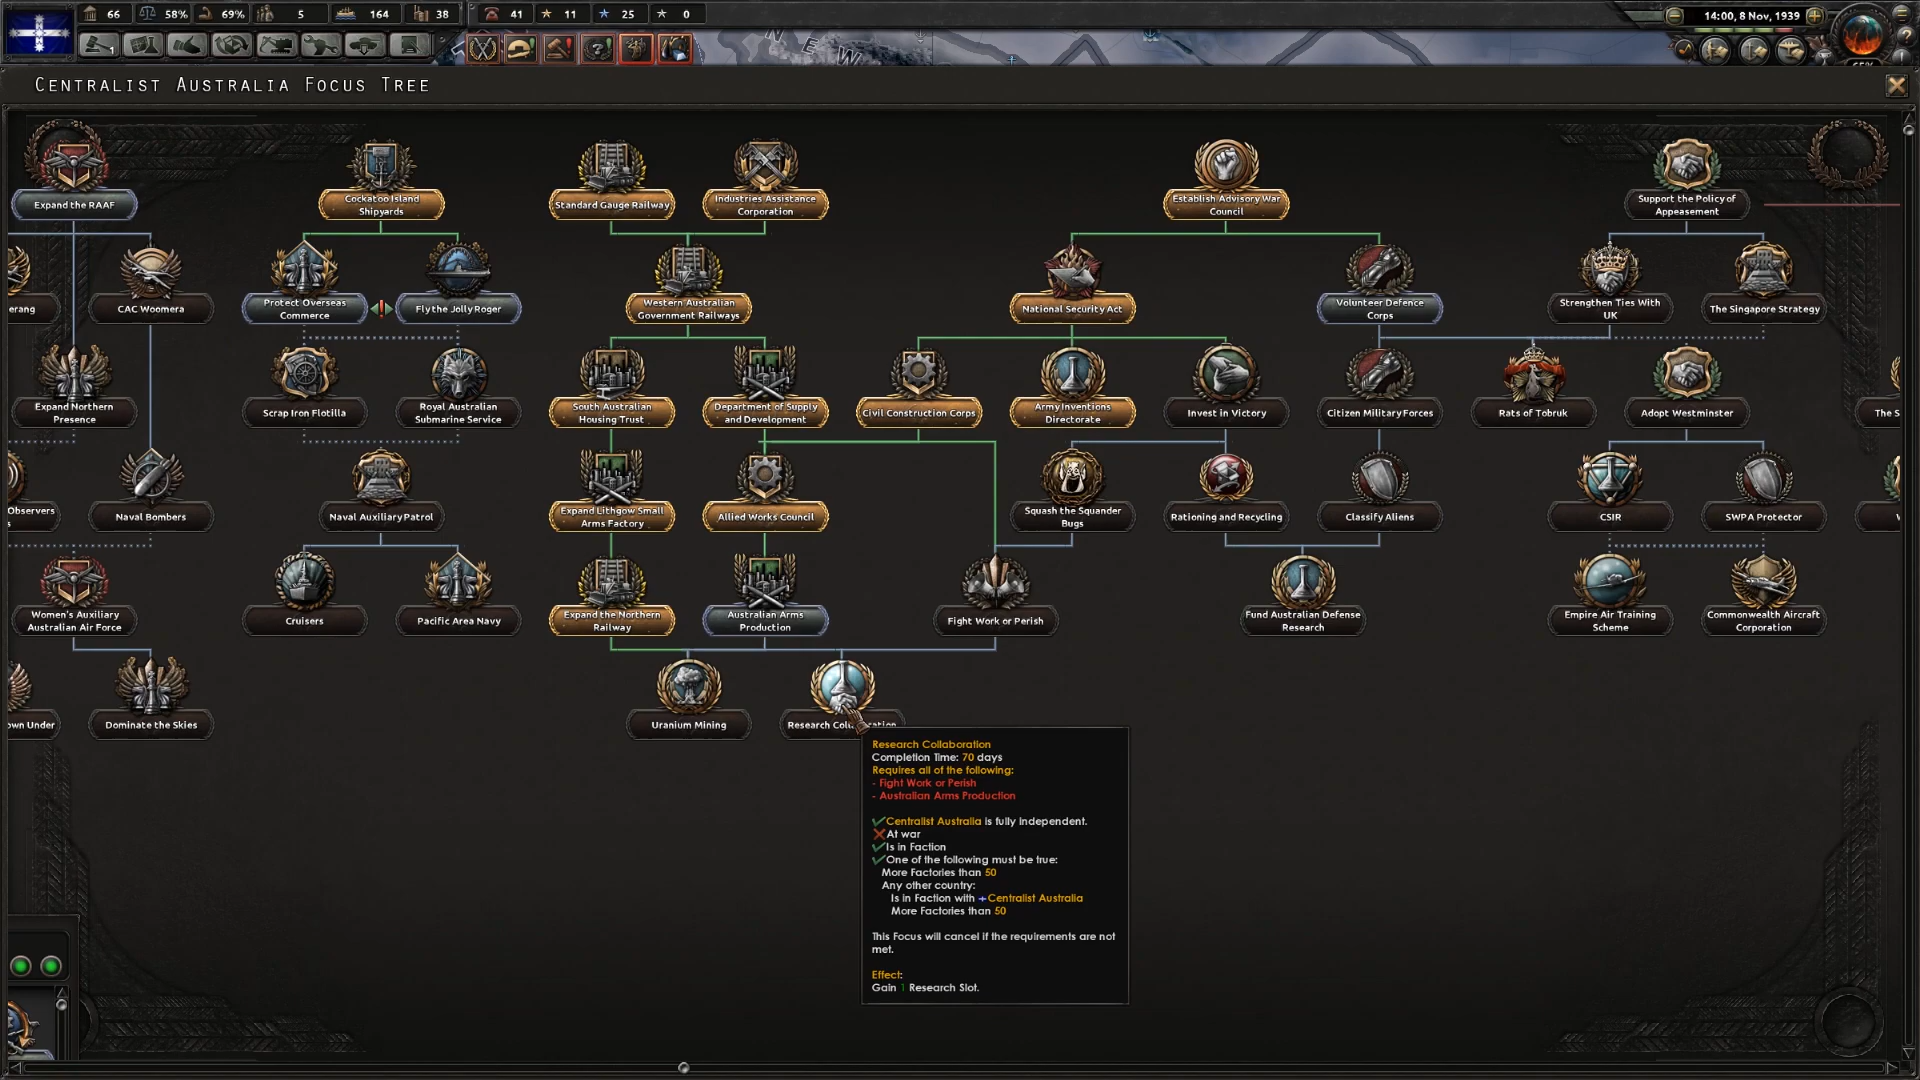 66
58%
69%
5
164
38
41
11
25
0
14:00, 8 Nov, 1939
65%
N E W
Centralist Australia Focus Tree
Expand the RAAF
Cockatoo Island
Shipyards
Standard Gauge Railway
Industries Assistance
Corporation
Establish Advisory War
Council
Support the Policy of
Appeasement
erang
CAC Woomera
Protect Overseas
Commerce
Fly the Jolly Roger
Western Australian
Government Railways
National Security Act
Volunteer Defence
Corps
Strengthen Ties With
UK
The Singapore Strategy
Expand Northern
Presence
Scrap Iron Flotilla
Royal Australian
Submarine Service
South Australian
Housing Trust
Department of Supply
and Development
Civil Construction Corps
Army Inventions
Directorate
Invest in Victory
Citizen Military Forces
Rats of Tobruk
Adopt Westminster
The S
Observers
s
Naval Bombers
Naval Auxiliary Patrol
Expand Lithgow Small
Arms Factory
Allied Works Council
Squash the Squander
Bugs
Rationing and Recycling
Classify Aliens
CSIR
SWPA Protector
Women's Auxiliary
Australian Air Force
Cruisers
Pacific Area Navy
Expand the Northern
Railway
Australian Arms
Production
Fight Work or Perish
Fund Australian Defense
Research
Empire Air Training
Scheme
Commonwealth Aircraft
Corporation
own Under
Dominate the Skies
Uranium Mining
Research Collaboration
Research Collaboration
Completion Time: 70 days
Requires all of the following:
- Fight Work or Perish
- Australian Arms Production
Centralist Australia is fully independent.
At war
Is in Faction
One of the following must be true:
More Factories than 50
Any other country:
Is in Faction with Centralist Australia
More Factories than 50
This Focus will cancel if the requirements are not
met.
Effect:
Gain 1 Research Slot.